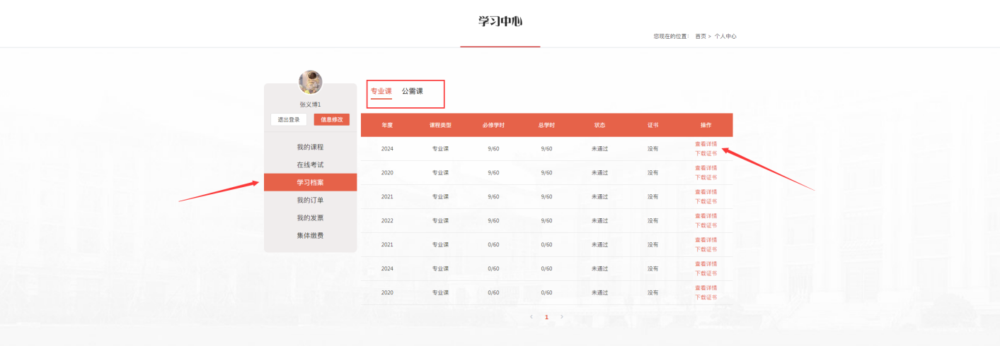 学习中心
您现在的位置: 首页 > 个人中心
张义博1
退出登录 信息修改
我的课程
在线考试
学习档案
我的订单
我的发票
集体缴费
专业课 公需课
年度 课程类型 必修学时 总学时 状态 证书 操作
2024 专业课 9/60 9/60 未通过 没有 查看详情
下载证书
2020 专业课 9/60 9/60 未通过 没有 查看详情
下载证书
2021 专业课 9/60 9/60 未通过 没有 查看详情
下载证书
2022 专业课 9/60 9/60 未通过 没有 查看详情
下载证书
2021 专业课 0/60 0/60 未通过 没有 查看详情
下载证书
2024 专业课 0/60 0/60 未通过 没有 查看详情
下载证书
2020 专业课 0/60 0/60 未通过 没有 查看详情
下载证书
< 1 >